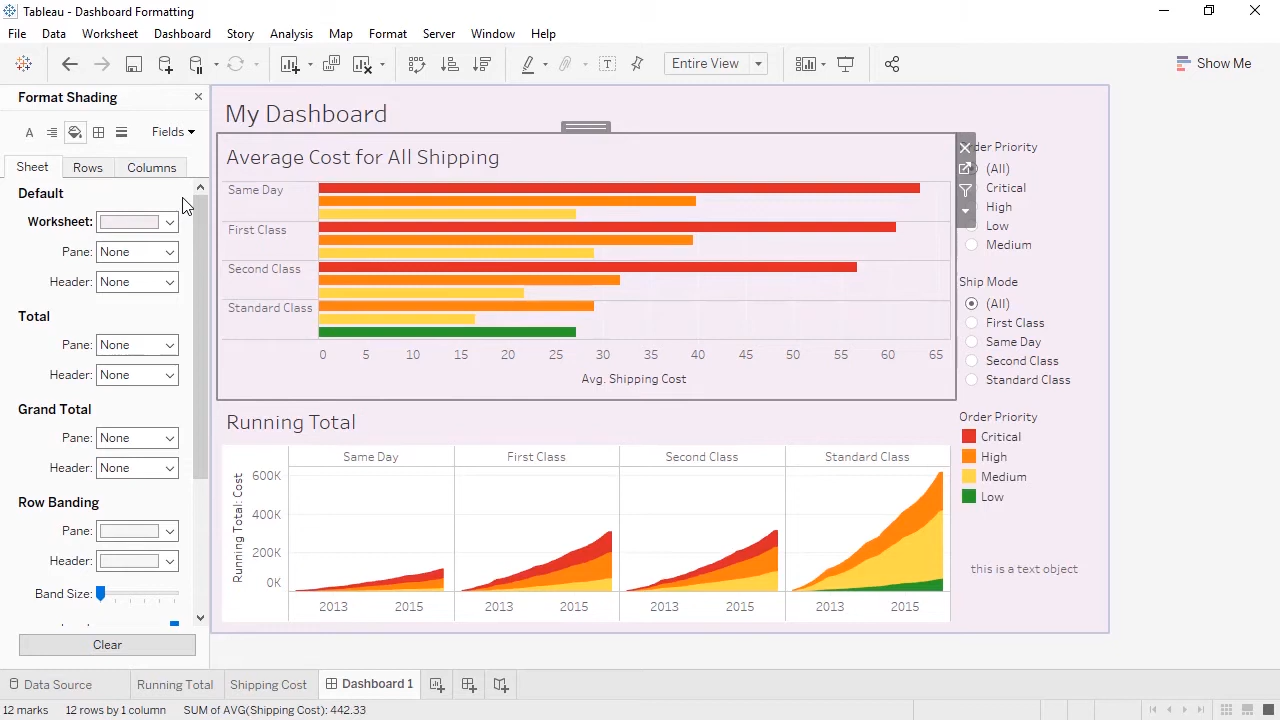 Tableau - Dashboard Formatting
File Data Worksheet Dashboard Story Analysis Map Format Server Window Help
Entire View
Show Me
Format Shading
A Fields
Sheet Rows Columns
Default
Worksheet:
Pane: None
Header: None
Total
Pane: None
Header: None
Grand Total
Pane: None
Header: None
Row Banding
Pane:
Header:
Band Size:
Clear
My Dashboard
Average Cost for All Shipping
Same Day
First Class
Second Class
Standard Class
0 5 10 15 20 25 30 35 40 45 50 55 60 65
Avg. Shipping Cost
Running Total
Same Day First Class Second Class Standard Class
Running Total: Cost
600K
400K
200K
0K
2013 2015 2013 2015 2013 2015 2013 2015
Priority
(All)
Critical
High
Low
Medium
Ship Mode
(All)
First Class
Same Day
Second Class
Standard Class
Order Priority
Critical
High
Medium
Low
this is a text object
Data Source Running Total Shipping Cost Dashboard 1
12 marks 12 rows by 1 column SUM of AVG(Shipping Cost): 442.33